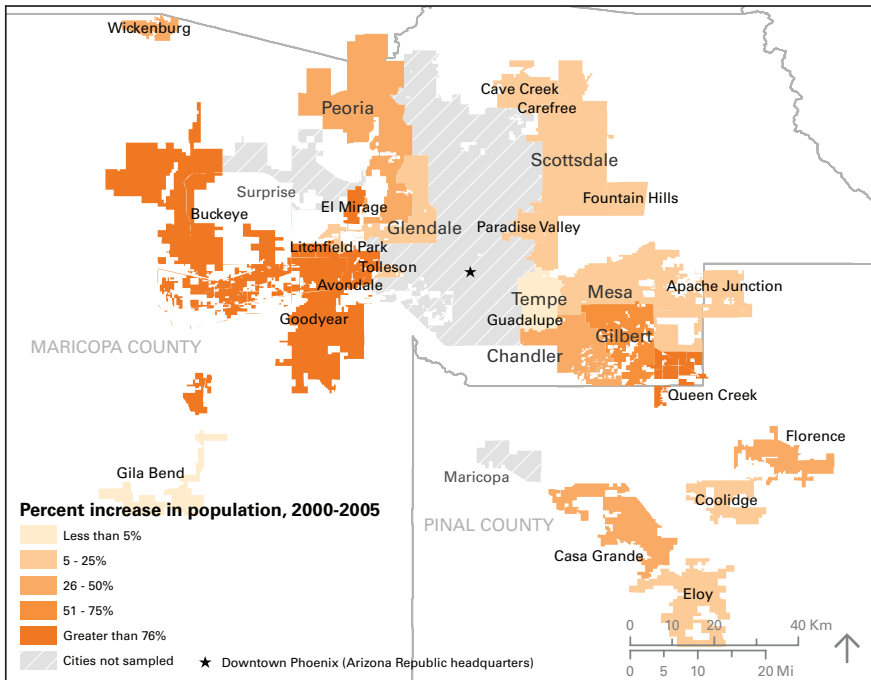 Wickenburg
Cave Creek
Carefree
Peoria
Scottsdale
Surprise
Fountain Hills
El Mirage
Buckeye
Glendale
Paradise Valley
Litchfield Park
Tolleson
Avondale
Apache Junction
Mesa
Tempe
Goodyear
Guadalupe
Gilbert
MARICOPA COUNTY
Chandler
Queen Creek
Florence
Gila Bend
Maricopa
Coolidge
Percent increase in population, 2000-2005
PINAL COUNTY
Less than 5%
5 - 25%
Casa Grande
26 - 50%
Eloy
51 - 75%
0 10 20 40 Km
Greater than 76%
Cities not sampled
★ Downtown Phoenix (Arizona Republic headquarters)
0 5 10 20 Mi